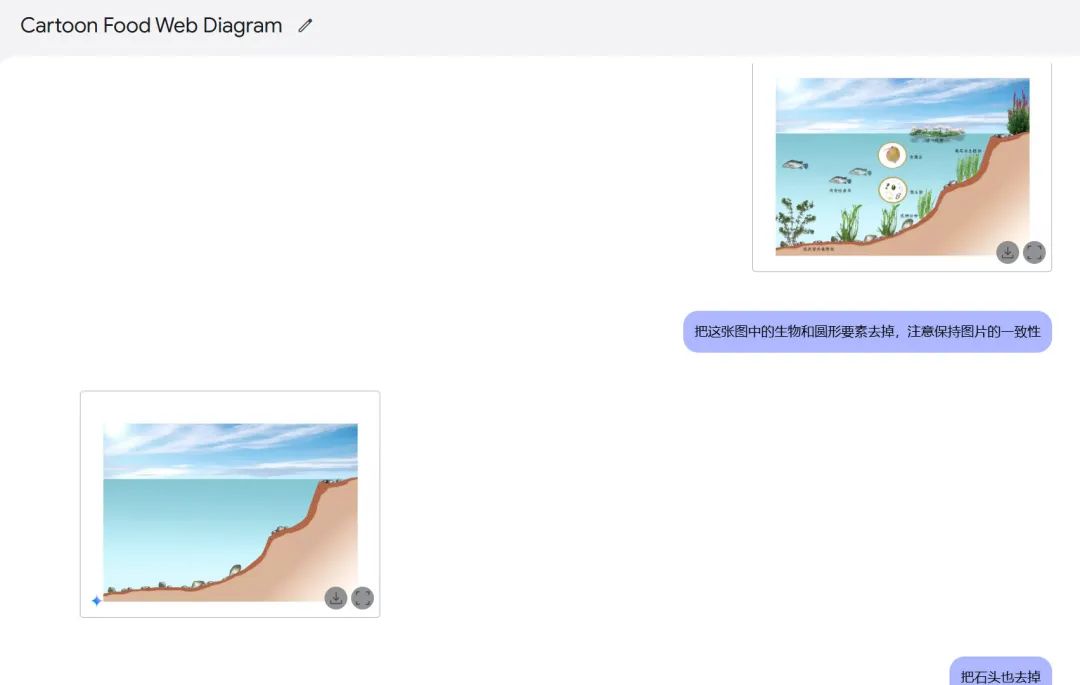 Cartoon Food Web Diagram
把这张图中的生物和圆形要素去掉，注意保持图片的一致性
把石头也去掉